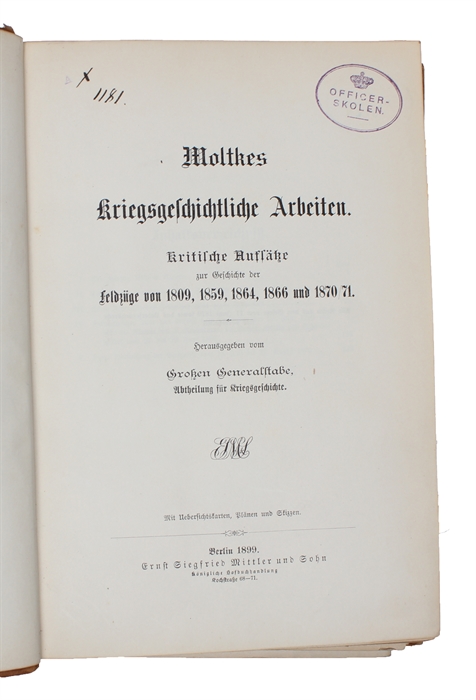 x
1181.
OFFICER-
SKOLEN.
Moltkes
Kriegsgeschichtliche Arbeiten.
Kritische Aufsätze
zur Geschichte der
Feldzüge von 1809, 1859, 1864, 1866 und 1870/71.
Herausgegeben vom
Großen Generalstabe,
Abtheilung für Kriegsgeschichte.
ESMS
Mit Uebersichtskarten, Plänen und Skizzen.
Berlin 1899.
Ernst Siegfried Mittler und Sohn
Königliche Hofbuchhandlung
Kochstraße 68–71.